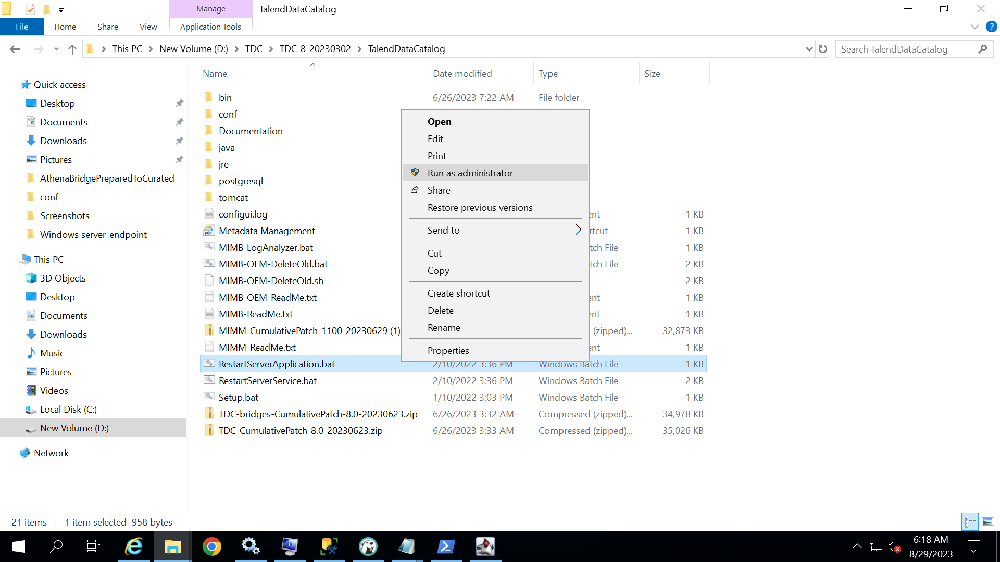 Manage
TalendDataCatalog
File
Home
Share
View
Application Tools
This PC
New Volume (D:)
TDC
TDC-8-20230302
TalendDataCatalog
Search TalendDataCatalog
Name
Date modified
Type
Size
Quick access
Desktop
Documents
Downloads
Pictures
AthenaBridgePreparedToCurated
conf
Screenshots
Windows server-endpoint
This PC
3D Objects
Desktop
Documents
Downloads
Music
Pictures
Videos
Local Disk (C:)
New Volume (D:)
Network
bin 6/26/2023 7:22 AM File folder
conf
Documentation
java
jre
postgresql
tomcat
configui.log ent 1 KB
Metadata Management rtcut 1 KB
MIMB-LogAnalyzer.bat tch File 1 KB
MIMB-OEM-DeleteOld.bat tch File 2 KB
MIMB-OEM-DeleteOld.sh 2 KB
MIMB-OEM-ReadMe.txt ent 1 KB
MIMB-ReadMe.txt ent 1 KB
MIMM-CumulativePatch-1100-20230629 (1) (zipped)... 32,873 KB
MIMM-ReadMe.txt ent 1 KB
RestartServerApplication.bat 2/10/2022 3:36 PM Windows Batch File 1 KB
RestartServerService.bat 2/10/2022 3:36 PM Windows Batch File 2 KB
Setup.bat 1/10/2022 3:03 PM Windows Batch File 1 KB
TDC-bridges-CumulativePatch-8.0-20230623.zip 6/26/2023 3:32 AM Compressed (zipped)... 34,978 KB
TDC-CumulativePatch-8.0-20230623.zip 6/26/2023 3:33 AM Compressed (zipped)... 35,026 KB
Open
Edit
Print
Run as administrator
Share
Restore previous versions
Send to
Cut
Copy
Create shortcut
Delete
Rename
Properties
21 items 1 item selected 958 bytes
6:18 AM
8/29/2023